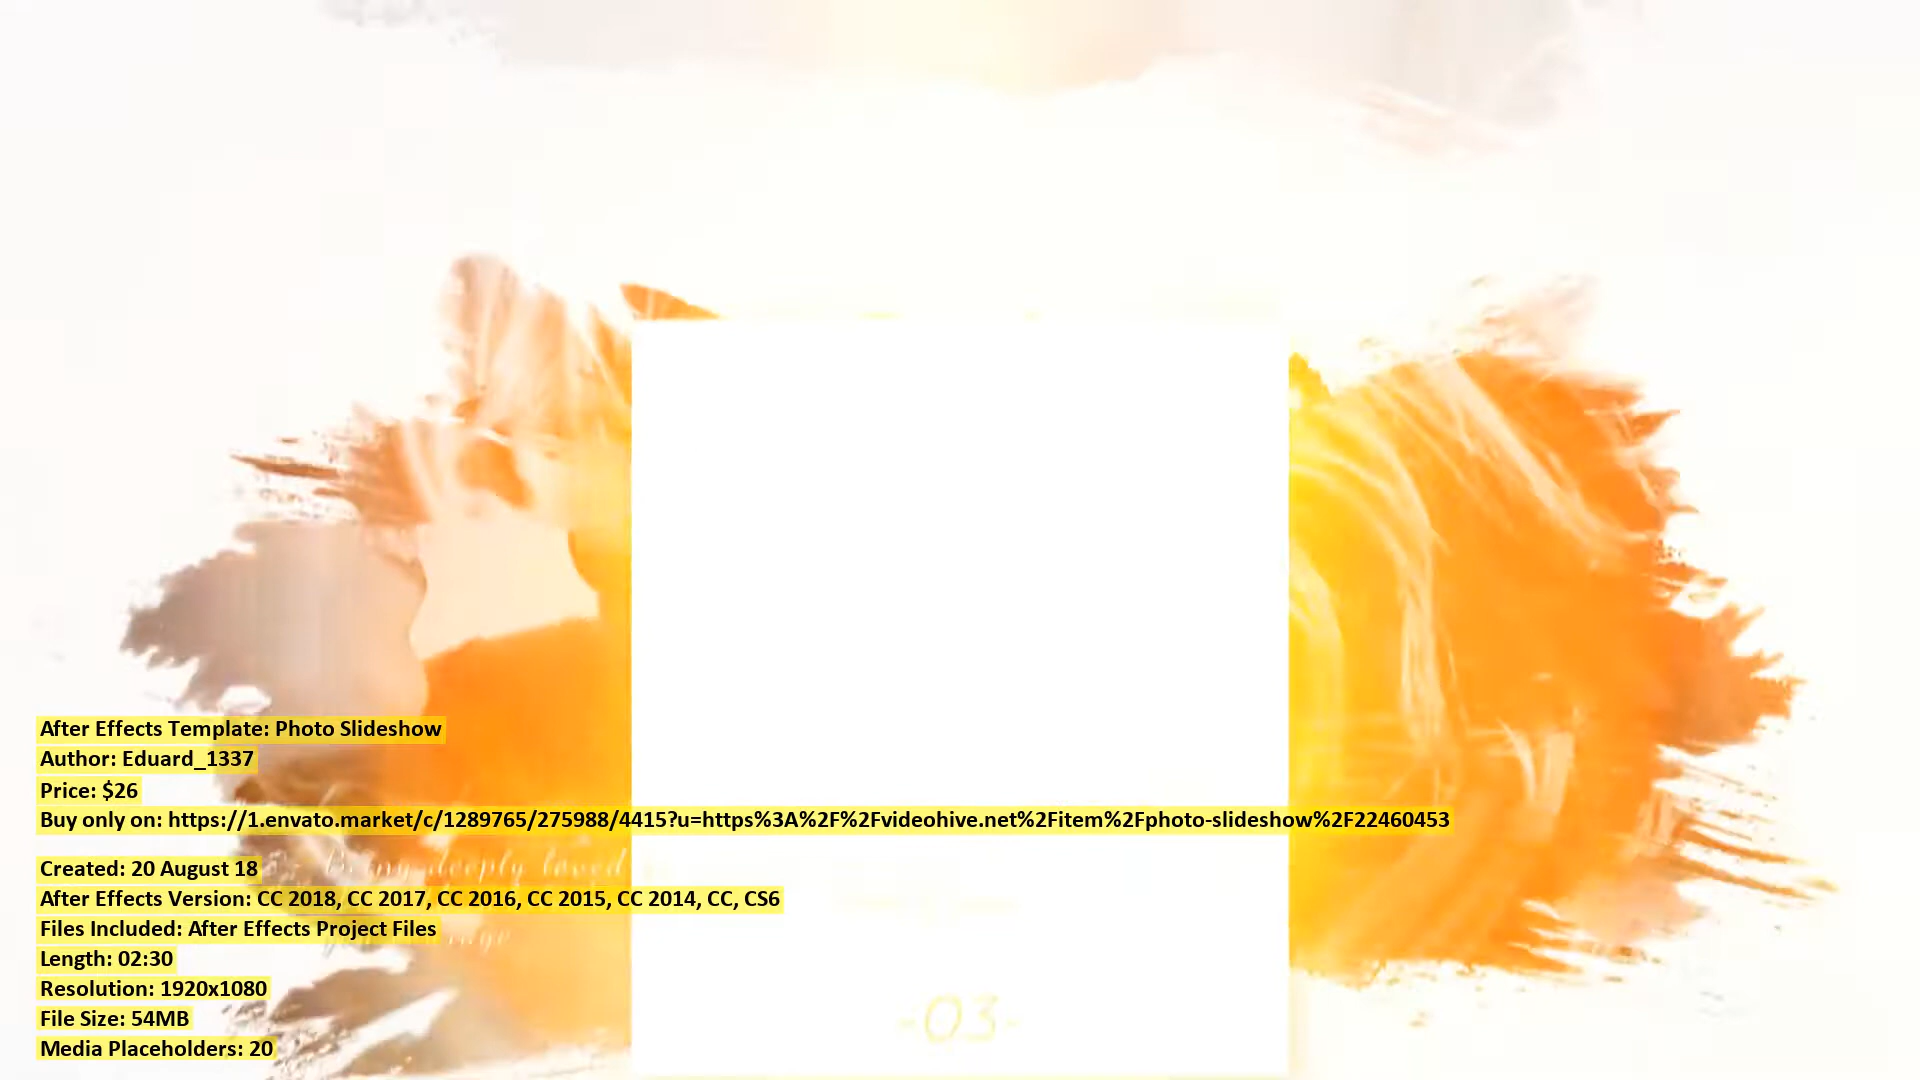 After Effects Template: Photo Slideshow
Author: Eduard_1337
Price: $26
Buy only on: https://1.envato.market/c/1289765/275988/4415?u=https%3A%2F%2Fvideohive.net%2Fitem%2Fphoto-slideshow%2F22460453
Created: 20 August 18
Being deeply loved
After Effects Version: CC 2018, CC 2017, CC 2016, CC 2015, CC 2014, CC, CS6
Files Included: After Effects Project Files
Length: 02:30
Resolution: 1920x1080
File Size: 54MB
-03-
Media Placeholders: 20